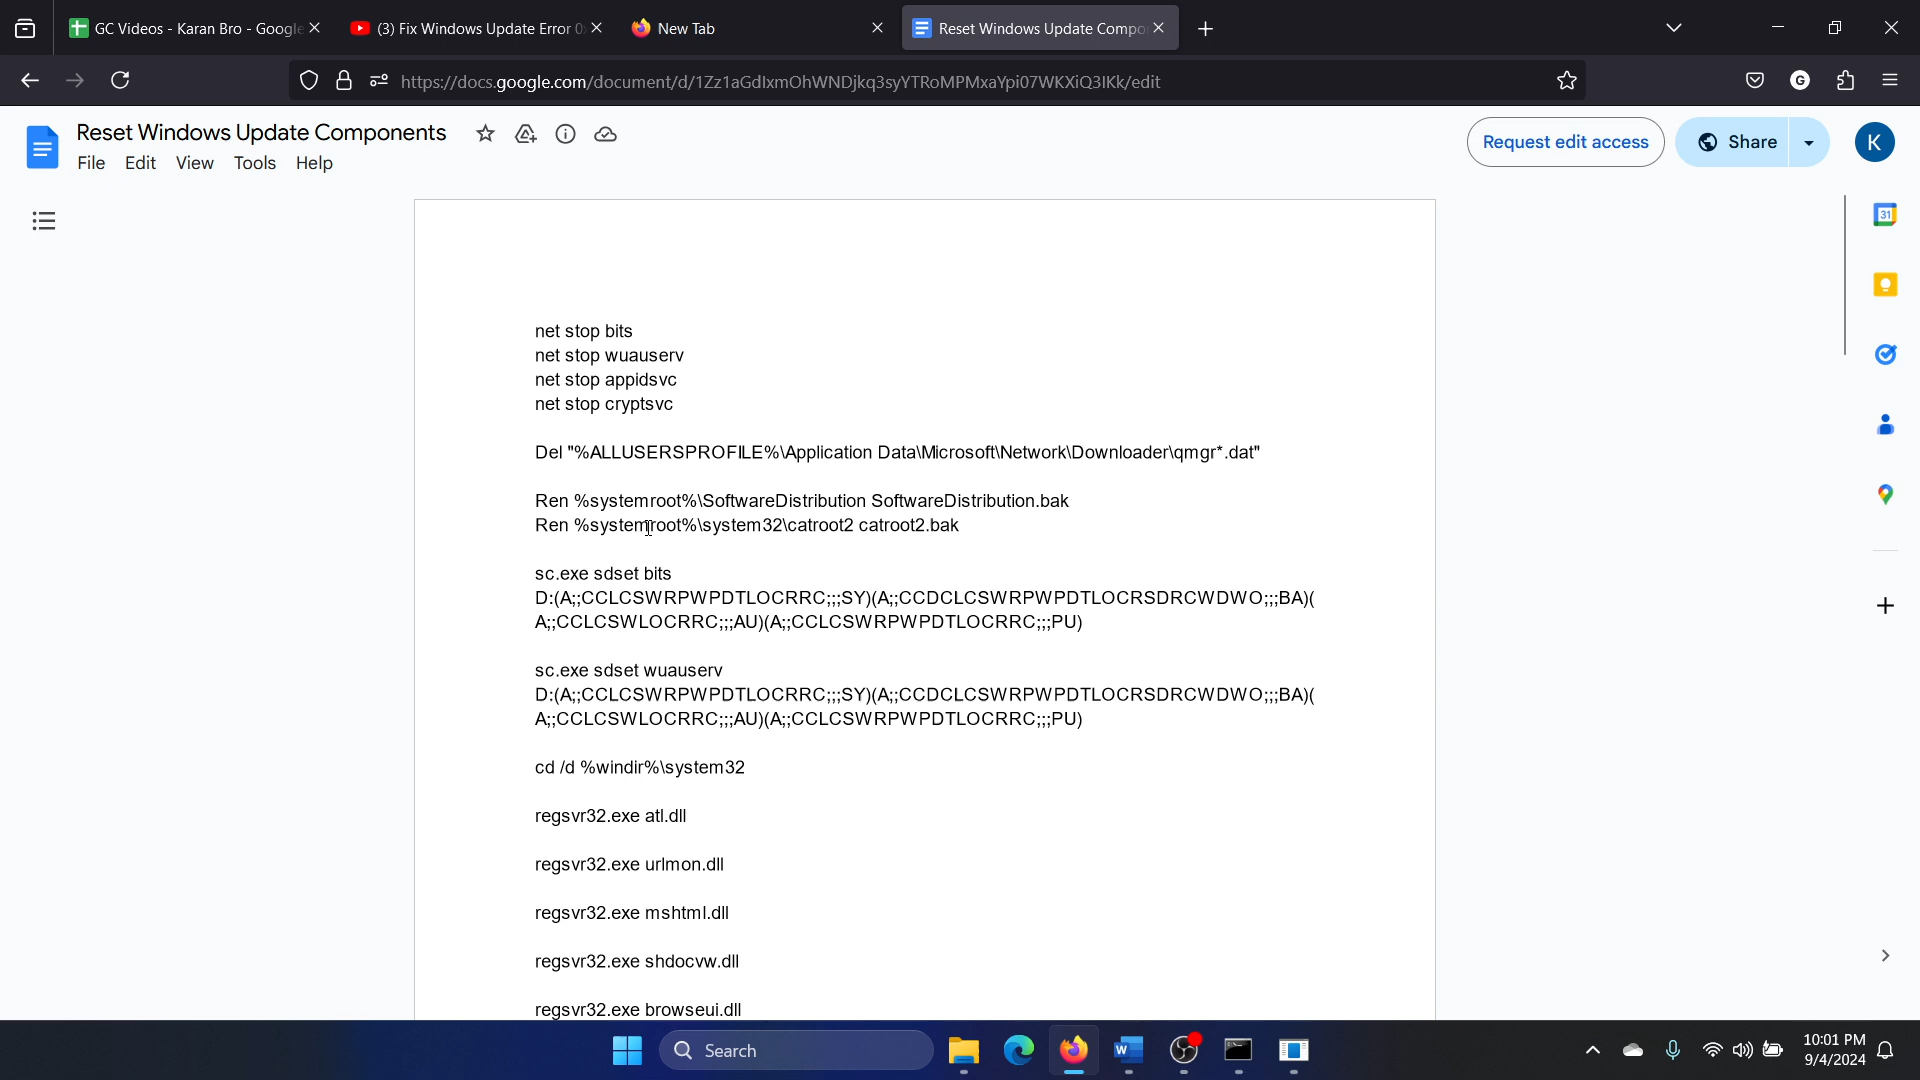 GC Videos - Karan Bro - Google
(3) Fix Windows Update Error 0
New Tab
Reset Windows Update Compo
https://docs.google.com/document/d/1Zz1aGdIxmOhWNDjkq3syYTRoMPMxaYpi07WKXiQ3IKk/edit
G
Reset Windows Update Components
File Edit View Tools Help
Request edit access
Share
K
31
net stop bits
net stop wuauserv
net stop appidsvc
net stop cryptsvc
Del "%ALLUSERSPROFILE%\Application Data\Microsoft\Network\Downloader\qmgr*.dat"
Ren %systemroot%\SoftwareDistribution SoftwareDistribution.bak
Ren %systemroot%\system32\catroot2 catroot2.bak
sc.exe sdset bits
D:(A;;CCLCSWRPWPDTLOCRRC;;;SY)(A;;CCDCLCSWRPWPDTLOCRSDRCWDWO;;;BA)(
A;;CCLCSWLOCRRC;;;AU)(A;;CCLCSWRPWPDTLOCRRC;;;PU)
sc.exe sdset wuauserv
D:(A;;CCLCSWRPWPDTLOCRRC;;;SY)(A;;CCDCLCSWRPWPDTLOCRSDRCWDWO;;;BA)(
A;;CCLCSWLOCRRC;;;AU)(A;;CCLCSWRPWPDTLOCRRC;;;PU)
cd /d %windir%\system32
regsvr32.exe atl.dll
regsvr32.exe urlmon.dll
regsvr32.exe mshtml.dll
regsvr32.exe shdocvw.dll
regsvr32.exe browseui.dll
Search
W
10:01 PM
9/4/2024